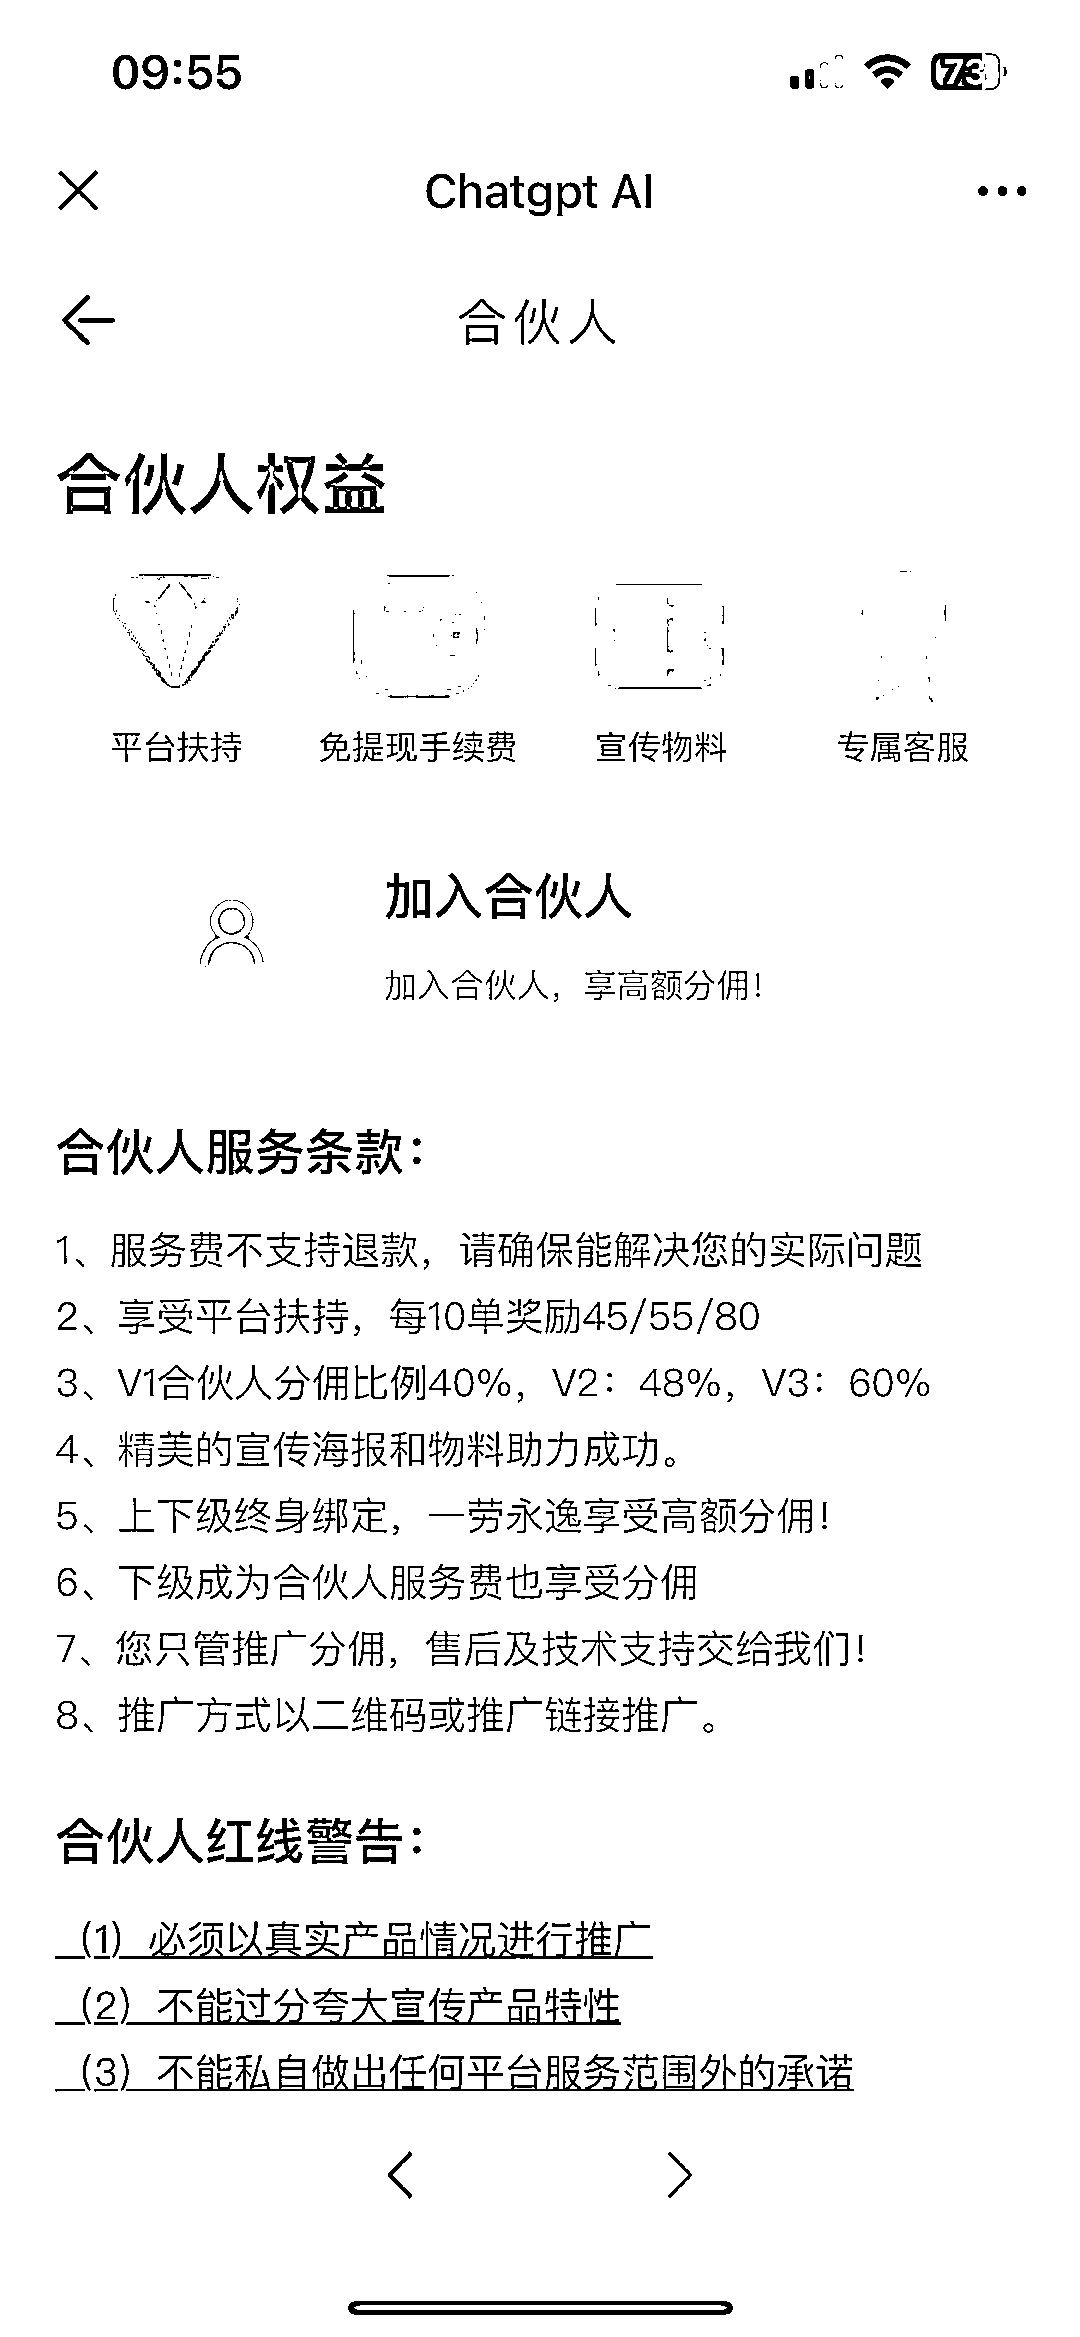 09:55
73
Chatgpt AI
合伙人
合伙人权益
平台扶持 免提现手续费 宣传物料 专属客服
加入合伙人
加入合伙人，享高额分佣！
合伙人服务条款：
1、服务费不支持退款，请确保能解决您的实际问题
2、享受平台扶持，每10单奖励45/55/80
3、V1合伙人分佣比例40%，V2：48%，V3：60%
4、精美的宣传海报和物料助力成功。
5、上下级终身绑定，一劳永逸享受高额分佣！
6、下级成为合伙人服务费也享受分佣
7、您只管推广分佣，售后及技术支持交给我们！
8、推广方式以二维码或推广链接推广。
合伙人红线警告：
（1）必须以真实产品情况进行推广
（2）不能过分夸大宣传产品特性
（3）不能私自做出任何平台服务范围外的承诺